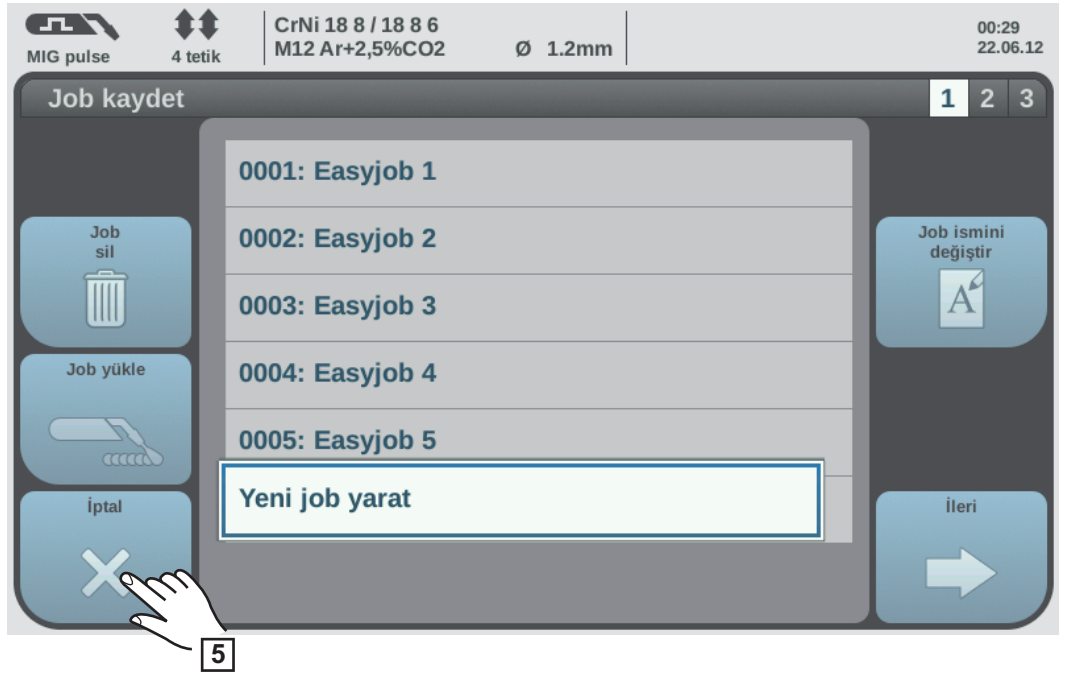 MIG pulse
4 tetik
CrNi 18 8 / 18 8 6
M12 Ar+2,5%CO2
Ø 1.2mm
00:29
22.06.12
Job kaydet
1 2 3
0001: Easyjob 1
0002: Easyjob 2
0003: Easyjob 3
0004: Easyjob 4
0005: Easyjob 5
Yeni job yarat
Job
sil
Job yükle
İptal
Job ismini
değiştir
A
İleri
5